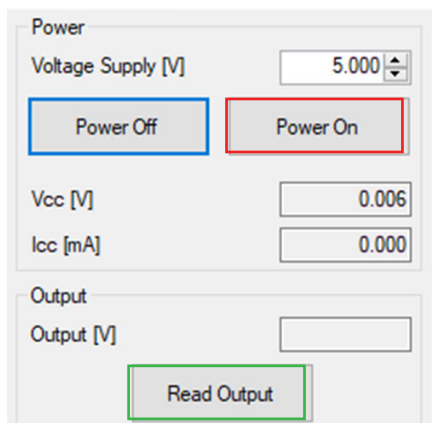 Power
Voltage Supply [V] 5.000
Power Off Power On
Vcc [V] 0.006
Icc [mA] 0.000
Output
Output [V]
Read Output